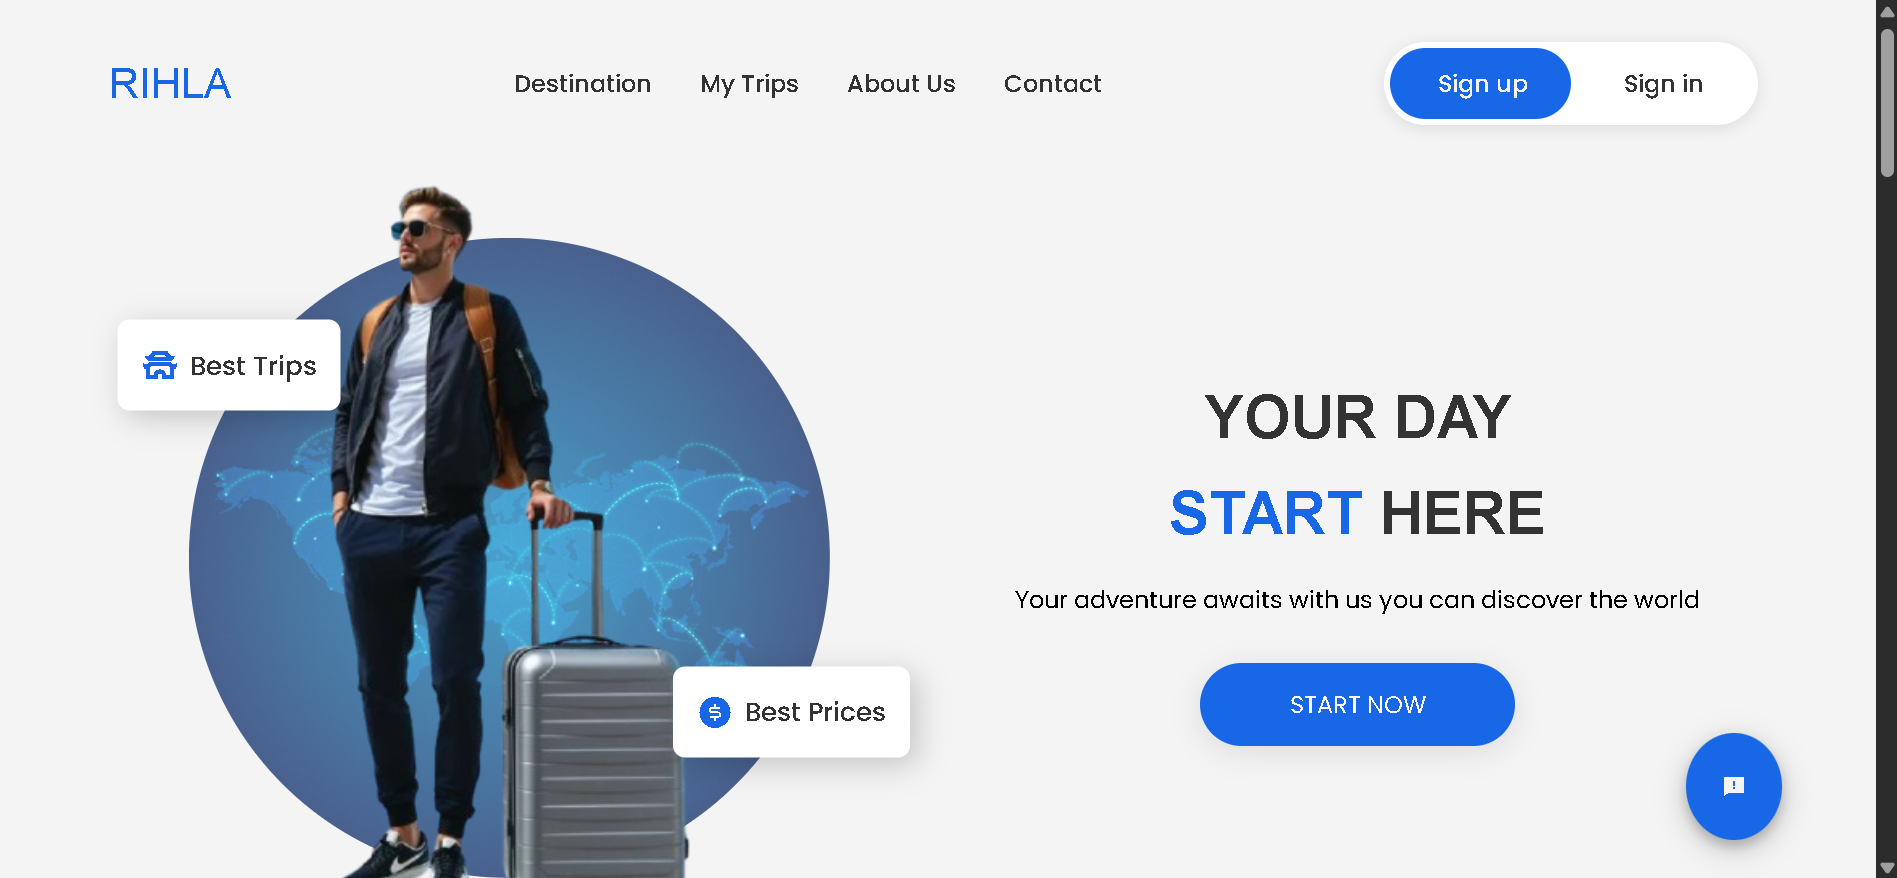 RIHLA
Destination My Trips About Us Contact
Sign up Sign in
Best Trips
YOUR DAY
START HERE
Your adventure awaits with us you can discover the world
START NOW
Best Prices